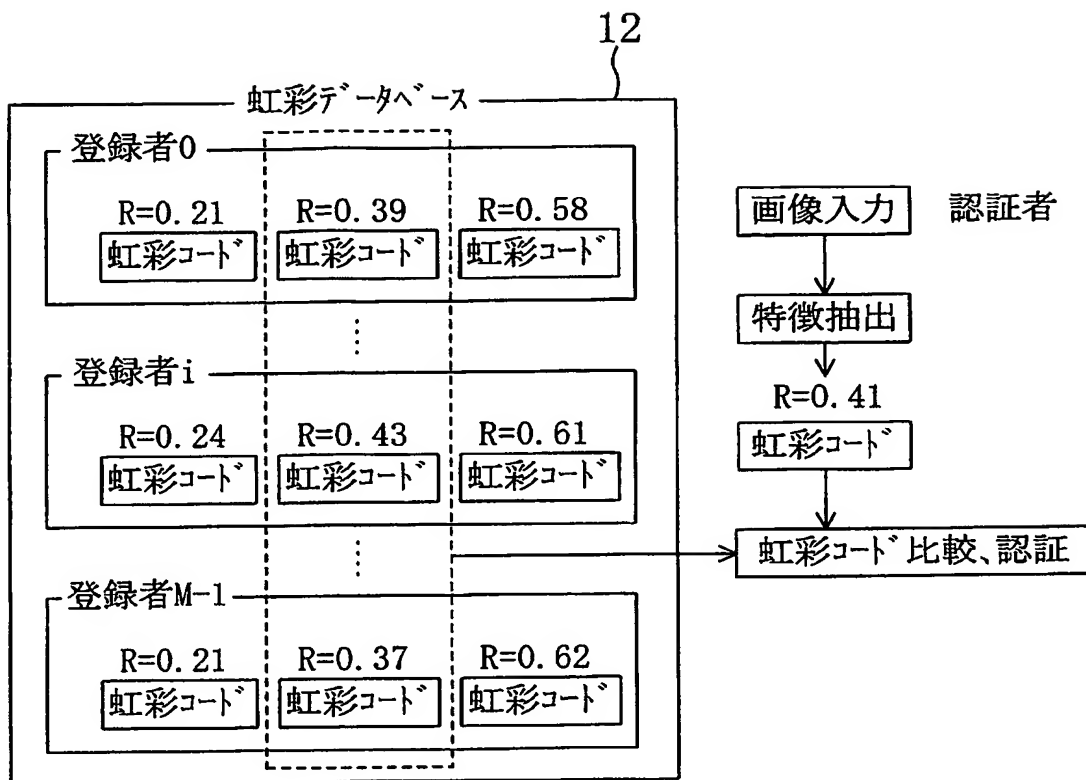 12
虹彩データベース
登録者0
R=0.21 R=0.39 R=0.58
虹彩コード 虹彩コード 虹彩コード
登録者i
R=0.24 R=0.43 R=0.61
虹彩コード 虹彩コード 虹彩コード
登録者M-1
R=0.21 R=0.37 R=0.62
虹彩コード 虹彩コード 虹彩コード
画像入力 認証者
特徴抽出
R=0.41
虹彩コード
虹彩コード比較、認証